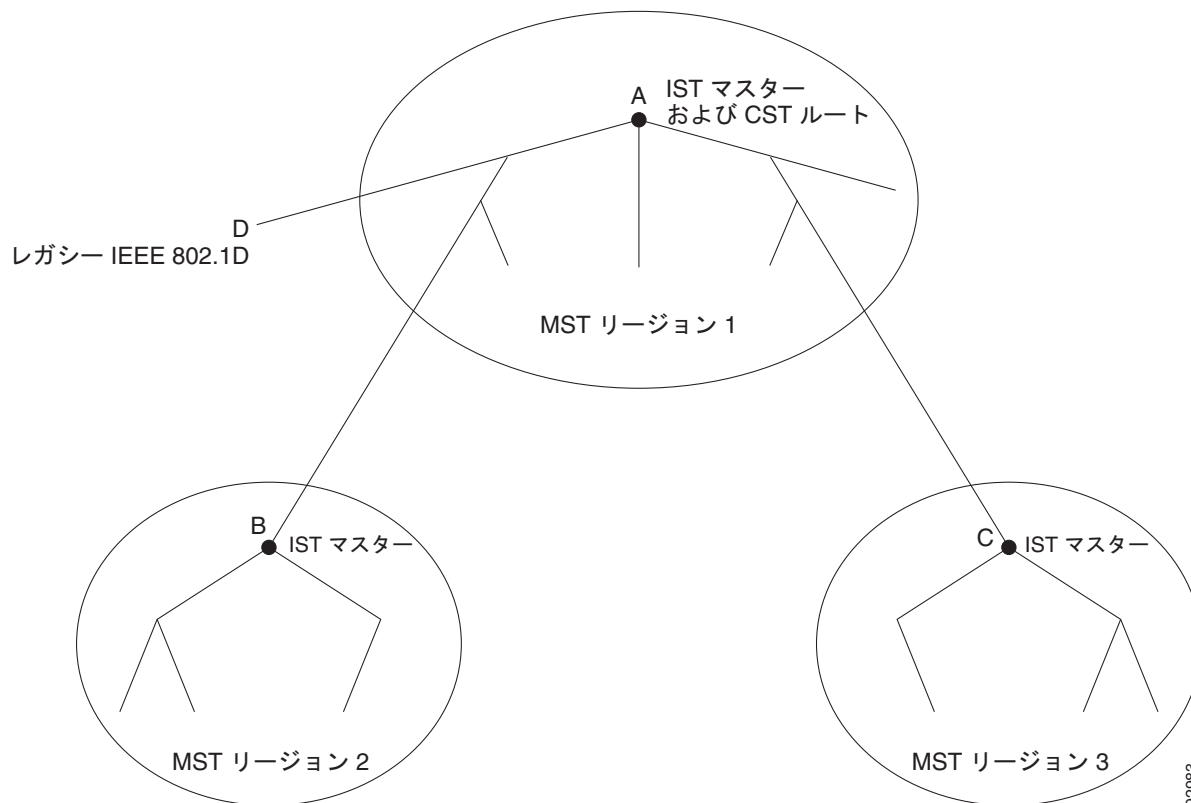 A
IST マスター
および CST ルート
D
レガシー IEEE 802.1D
MST リージョン 1
B
IST マスター
C
IST マスター
MST リージョン 2
MST リージョン 3